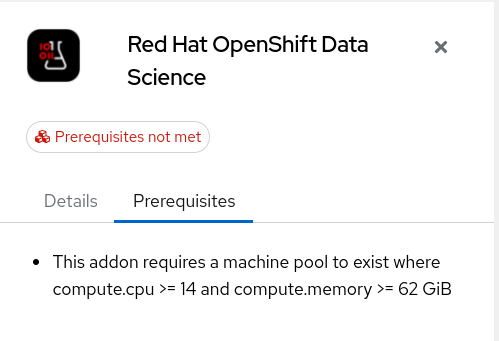 Red Hat OpenShift Data
Science
Prerequisites not met
Details
Prerequisites
This addon requires a machine pool to exist where
compute.cpu >= 14 and compute.memory >= 62 GiB